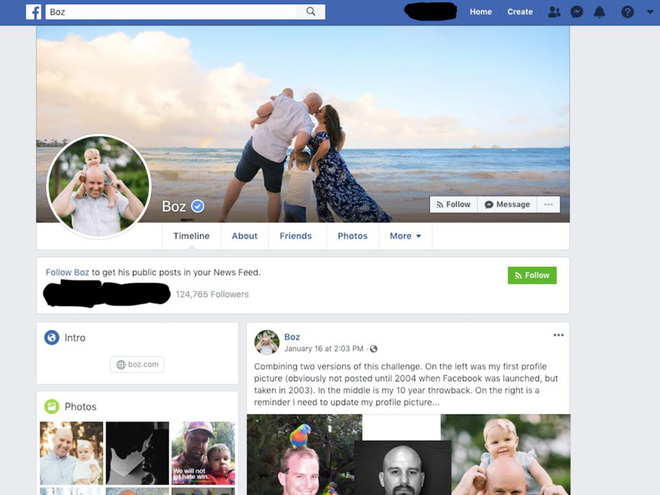 f
Boz
Home
Create
Boz
Follow
Message
Timeline
About
Friends
Photos
More
Follow Boz to get his public posts in your News Feed.
124,765 Followers
Follow
Intro
boz.com
Photos
We will not
let hate win.
Boz
January 16 at 2:03 PM ·
Combining two versions of this challenge. On the left was my first profile
picture (obviously not posted until 2004 when Facebook was launched, but
taken in 2003). In the middle is my 10 year throwback. On the right is a
reminder I need to update my profile picture...